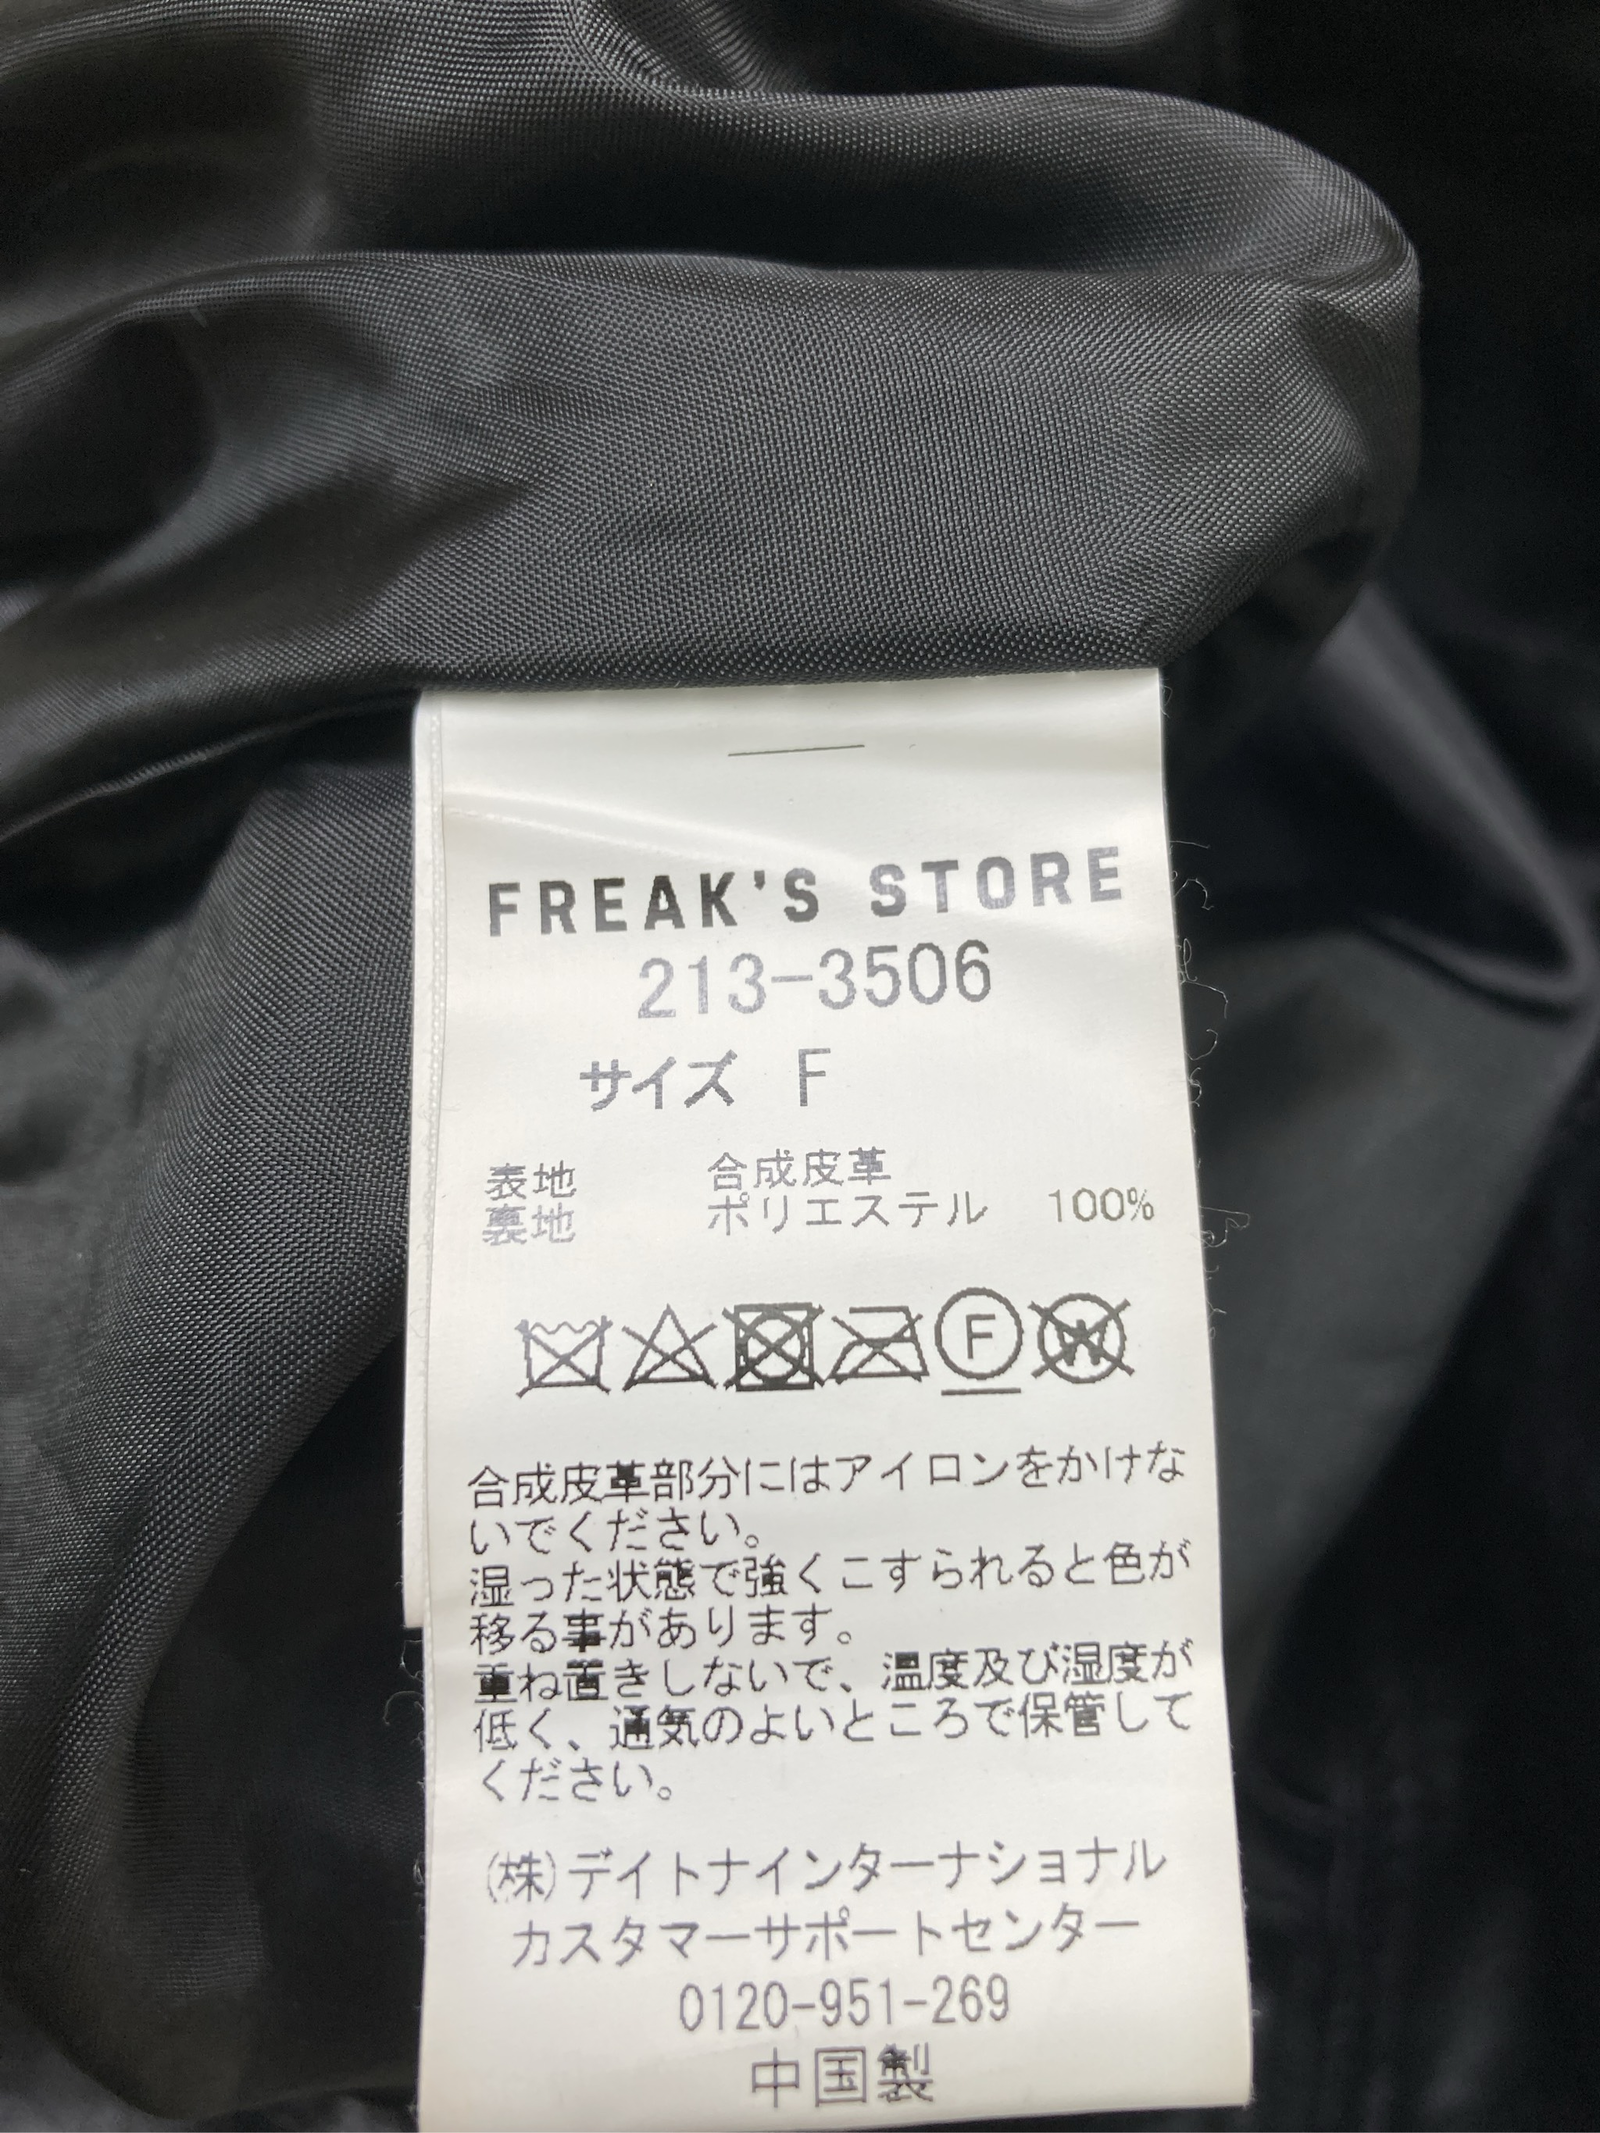 FREAK'S STORE
213-3506
サイズ F
表地 合成皮革
裏地 ポリエステル 100%
F W
合成皮革部分にはアイロンをかけな
いでください。
湿った状態で強くこすられると色が
移る事があります。
重ね置きしないで、温度及び湿度が
低く、通気のよいところで保管して
ください。
(株)デイトナインターナショナル
カスタマーサポートセンター
0120-951-269
中国製